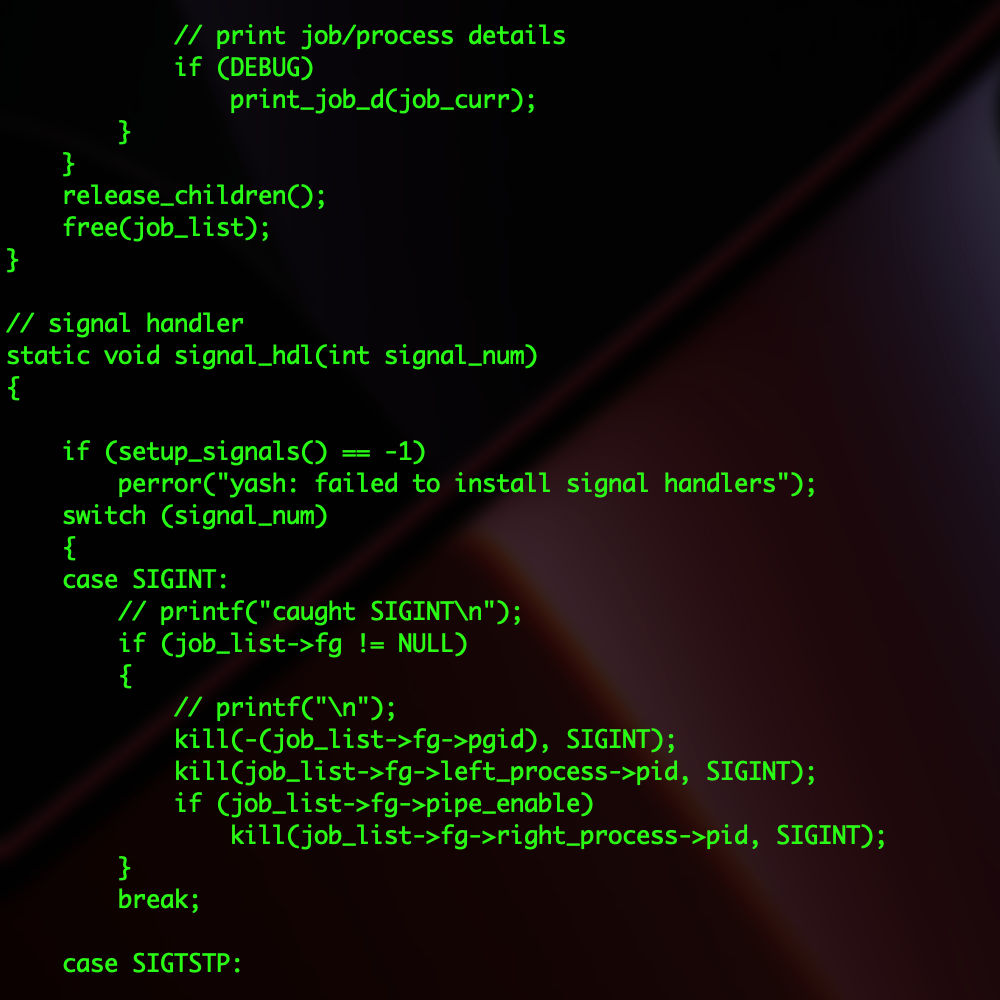 // print job/process details
            if (DEBUG)
                print_job_d(job_curr);
        }
    }
    release_children();
    free(job_list);
}

// signal handler
static void signal_hdl(int signal_num)
{

    if (setup_signals() == -1)
        perror("yash: failed to install signal handlers");
    switch (signal_num)
    {
    case SIGINT:
        // printf("caught SIGINT\n");
        if (job_list->fg != NULL)
        {
            // printf("\n");
            kill(-(job_list->fg->pgid), SIGINT);
            kill(job_list->fg->left_process->pid, SIGINT);
            if (job_list->fg->pipe_enable)
                kill(job_list->fg->right_process->pid, SIGINT);
        }
        break;

    case SIGTSTP: